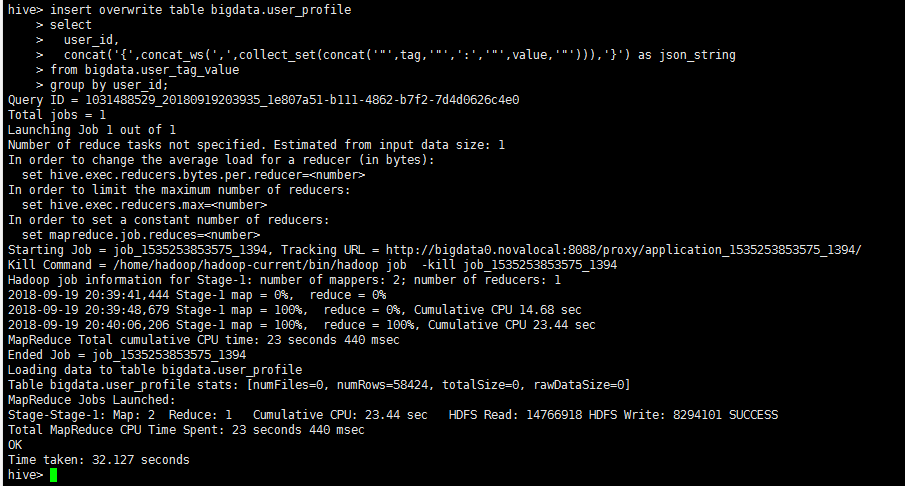 hive> insert overwrite table bigdata.user_profile
    > select
    >   user_id,
    >   concat('{',concat_ws(',',collect_set(concat('"',tag,'"',':','"',value,'"'))),'}') as json_string
    > from bigdata.user_tag_value
    > group by user_id;
Query ID = 1031488529_20180919203935_1e807a51-b111-4862-b7f2-7d4d0626c4e0
Total jobs = 1
Launching Job 1 out of 1
Number of reduce tasks not specified. Estimated from input data size: 1
In order to change the average load for a reducer (in bytes):
  set hive.exec.reducers.bytes.per.reducer=<number>
In order to limit the maximum number of reducers:
  set hive.exec.reducers.max=<number>
In order to set a constant number of reducers:
  set mapreduce.job.reduces=<number>
Starting Job = job_1535253853575_1394, Tracking URL = http://bigdata0.novalocal:8088/proxy/application_1535253853575_1394/
Kill Command = /home/hadoop/hadoop-current/bin/hadoop job  -kill job_1535253853575_1394
Hadoop job information for Stage-1: number of mappers: 2; number of reducers: 1
2018-09-19 20:39:41,444 Stage-1 map = 0%,  reduce = 0%
2018-09-19 20:39:48,679 Stage-1 map = 100%,  reduce = 0%, Cumulative CPU 14.68 sec
2018-09-19 20:40:06,206 Stage-1 map = 100%,  reduce = 100%, Cumulative CPU 23.44 sec
MapReduce Total cumulative CPU time: 23 seconds 440 msec
Ended Job = job_1535253853575_1394
Loading data to table bigdata.user_profile
Table bigdata.user_profile stats: [numFiles=0, numRows=58424, totalSize=0, rawDataSize=0]
MapReduce Jobs Launched:
Stage-Stage-1: Map: 2  Reduce: 1   Cumulative CPU: 23.44 sec   HDFS Read: 14766918 HDFS Write: 8294101 SUCCESS
Total MapReduce CPU Time Spent: 23 seconds 440 msec
OK
Time taken: 32.127 seconds
hive>